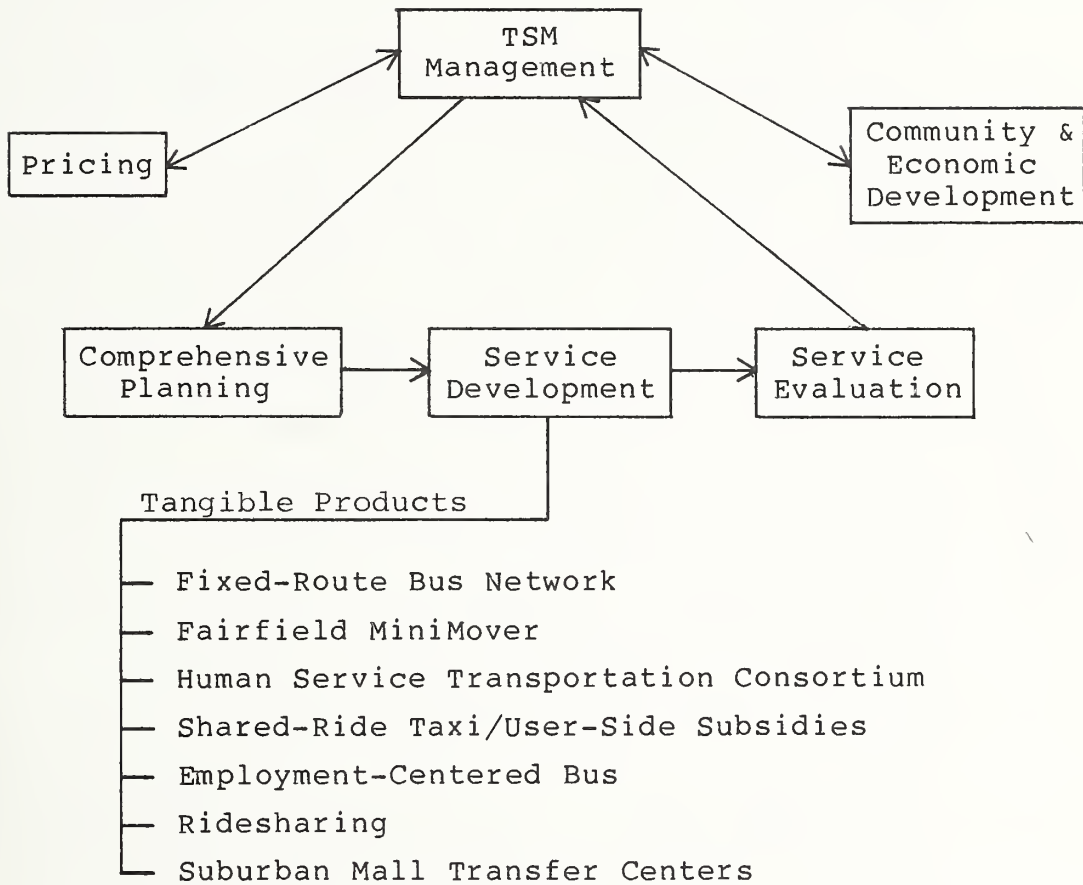 TSM
Management
Pricing
Community &
Economic
Development
Comprehensive
Planning
Service
Development
Service
Evaluation
Tangible Products
Fixed-Route Bus Network
Fairfield MiniMover
Human Service Transportation Consortium
Shared-Ride Taxi/User-Side Subsidies
Employment-Centered Bus
Ridesharing
Suburban Mall Transfer Centers